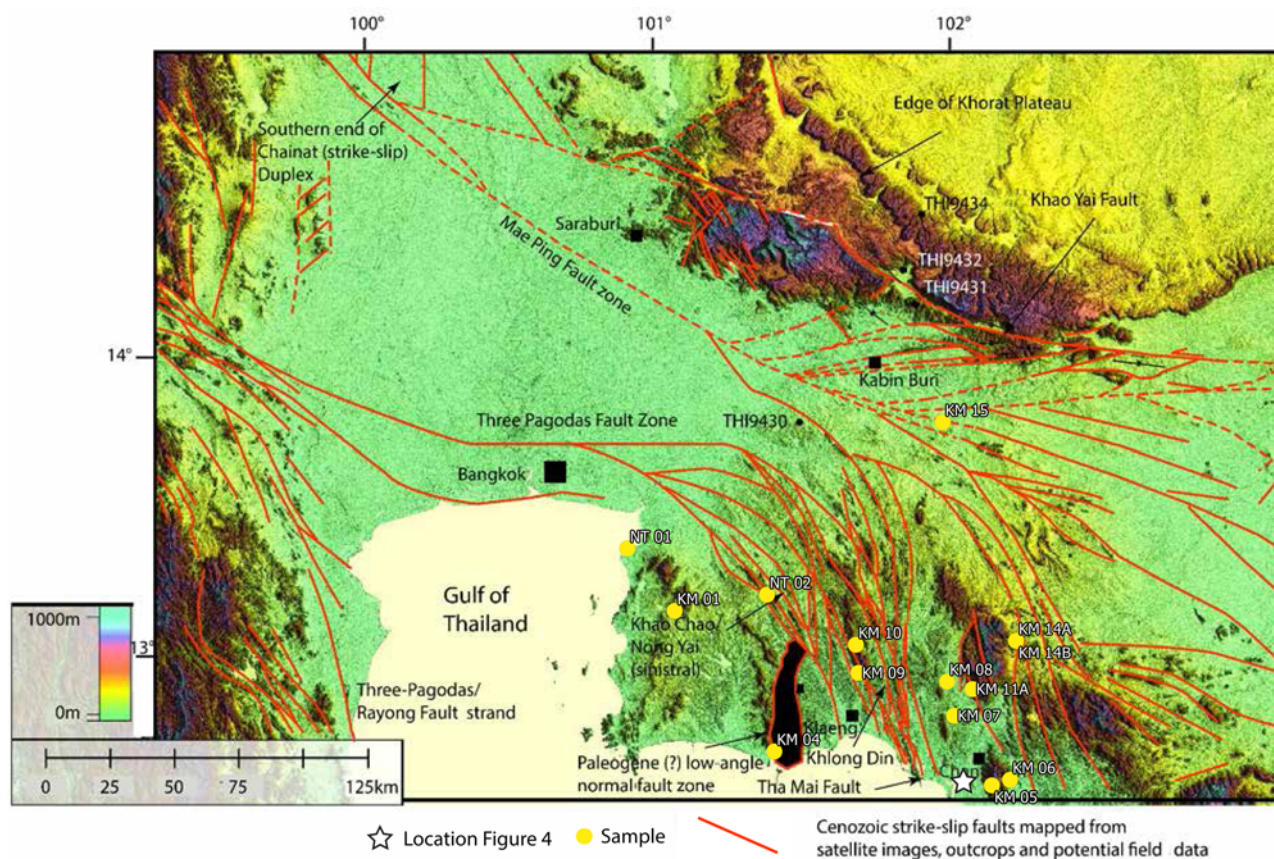 100°
101°
102°
Edge of Khorat Plateau
Southern end of
Chainat (strike-slip)
Duplex
THI9434
Khao Yai Fault
Saraburi
Mae Ping Fault zone
THI9432
THI9431
14°
Kabin Buri
KM 15
Three Pagodas Fault Zone
THI9430
Bangkok
NT 01
Gulf of
Thailand
NT 02
KM 01
Khao Chao/
Nong Yai
(sinistral)
KM 10
KM 14A
KM 14B
1000m
13°
KM 09
KM 08
KM 11A
Three-Pagodas/
Rayong Fault strand
0m
KM 07
Klaeng
KM 04
Khlong Din
Paleogene (?) low-angle
normal fault zone
Tha Mai Fault
KM 06
KM 05
0 25 50 75 125km
Location Figure 4
Sample
Cenozoic strike-slip faults mapped from
satellite images, outcrops and potential field data